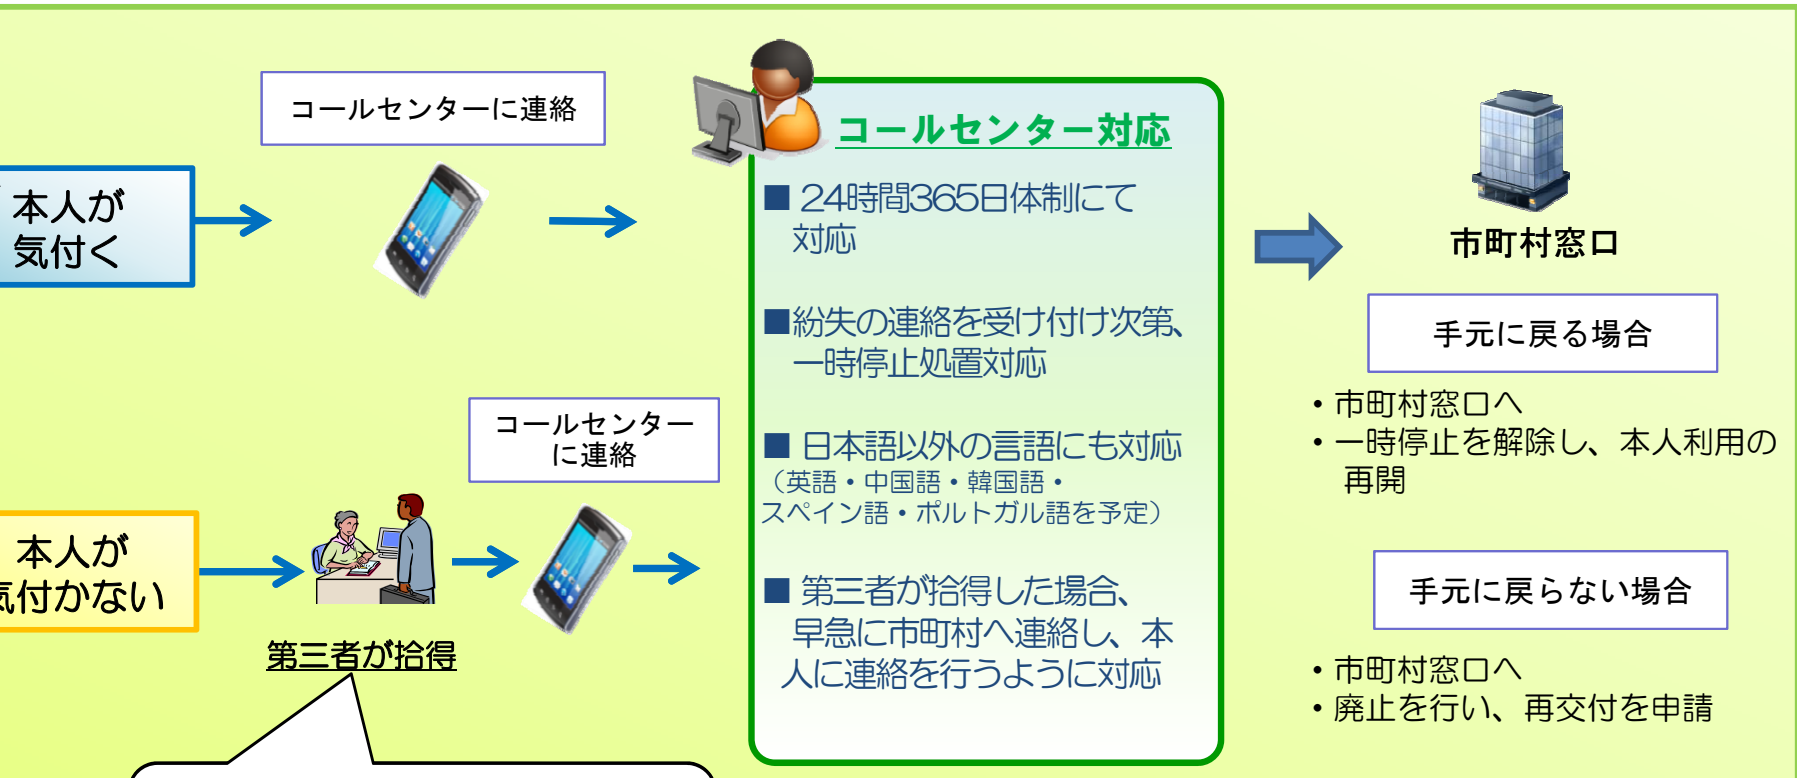 コールセンターに連絡
本人が
気付く
コールセンター対応
■ 24時間365日体制にて
対応
■紛失の連絡を受け付け次第、
一時停止処置対応
■ 日本語以外の言語にも対応
（英語・中国語・韓国語・
スペイン語・ポルトガル語を予定）
■ 第三者が拾得した場合、
早急に市町村へ連絡し、本
人に連絡を行うように対応
コールセンター
に連絡
本人が
気付かない
第三者が拾得
市町村窓口
手元に戻る場合
・市町村窓口へ
・一時停止を解除し、本人利用の
再開
手元に戻らない場合
・市町村窓口へ
・廃止を行い、再交付を申請